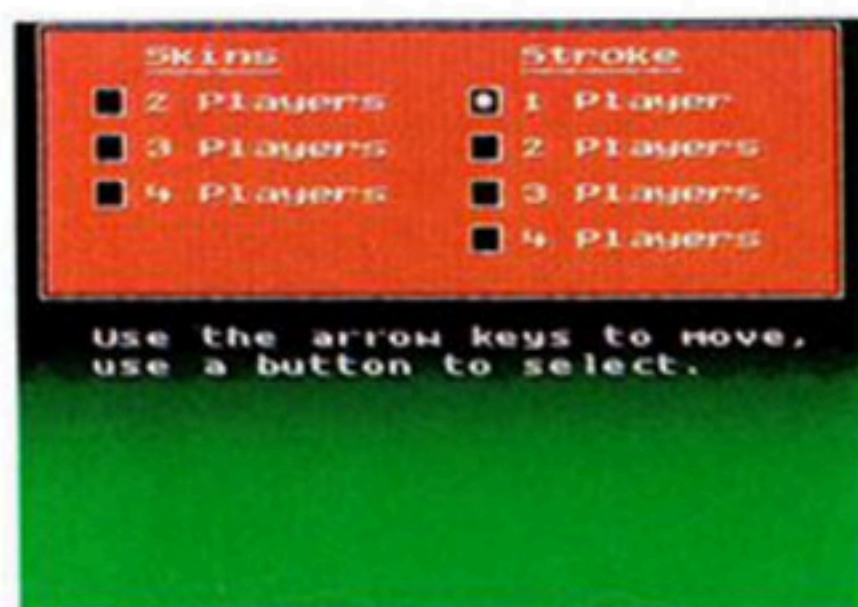 Skins
2 Players
3 Players
4 Players
Stroke
1 Player
2 Players
3 Players
4 Players
Use the arrow keys to move,
use a button to select.